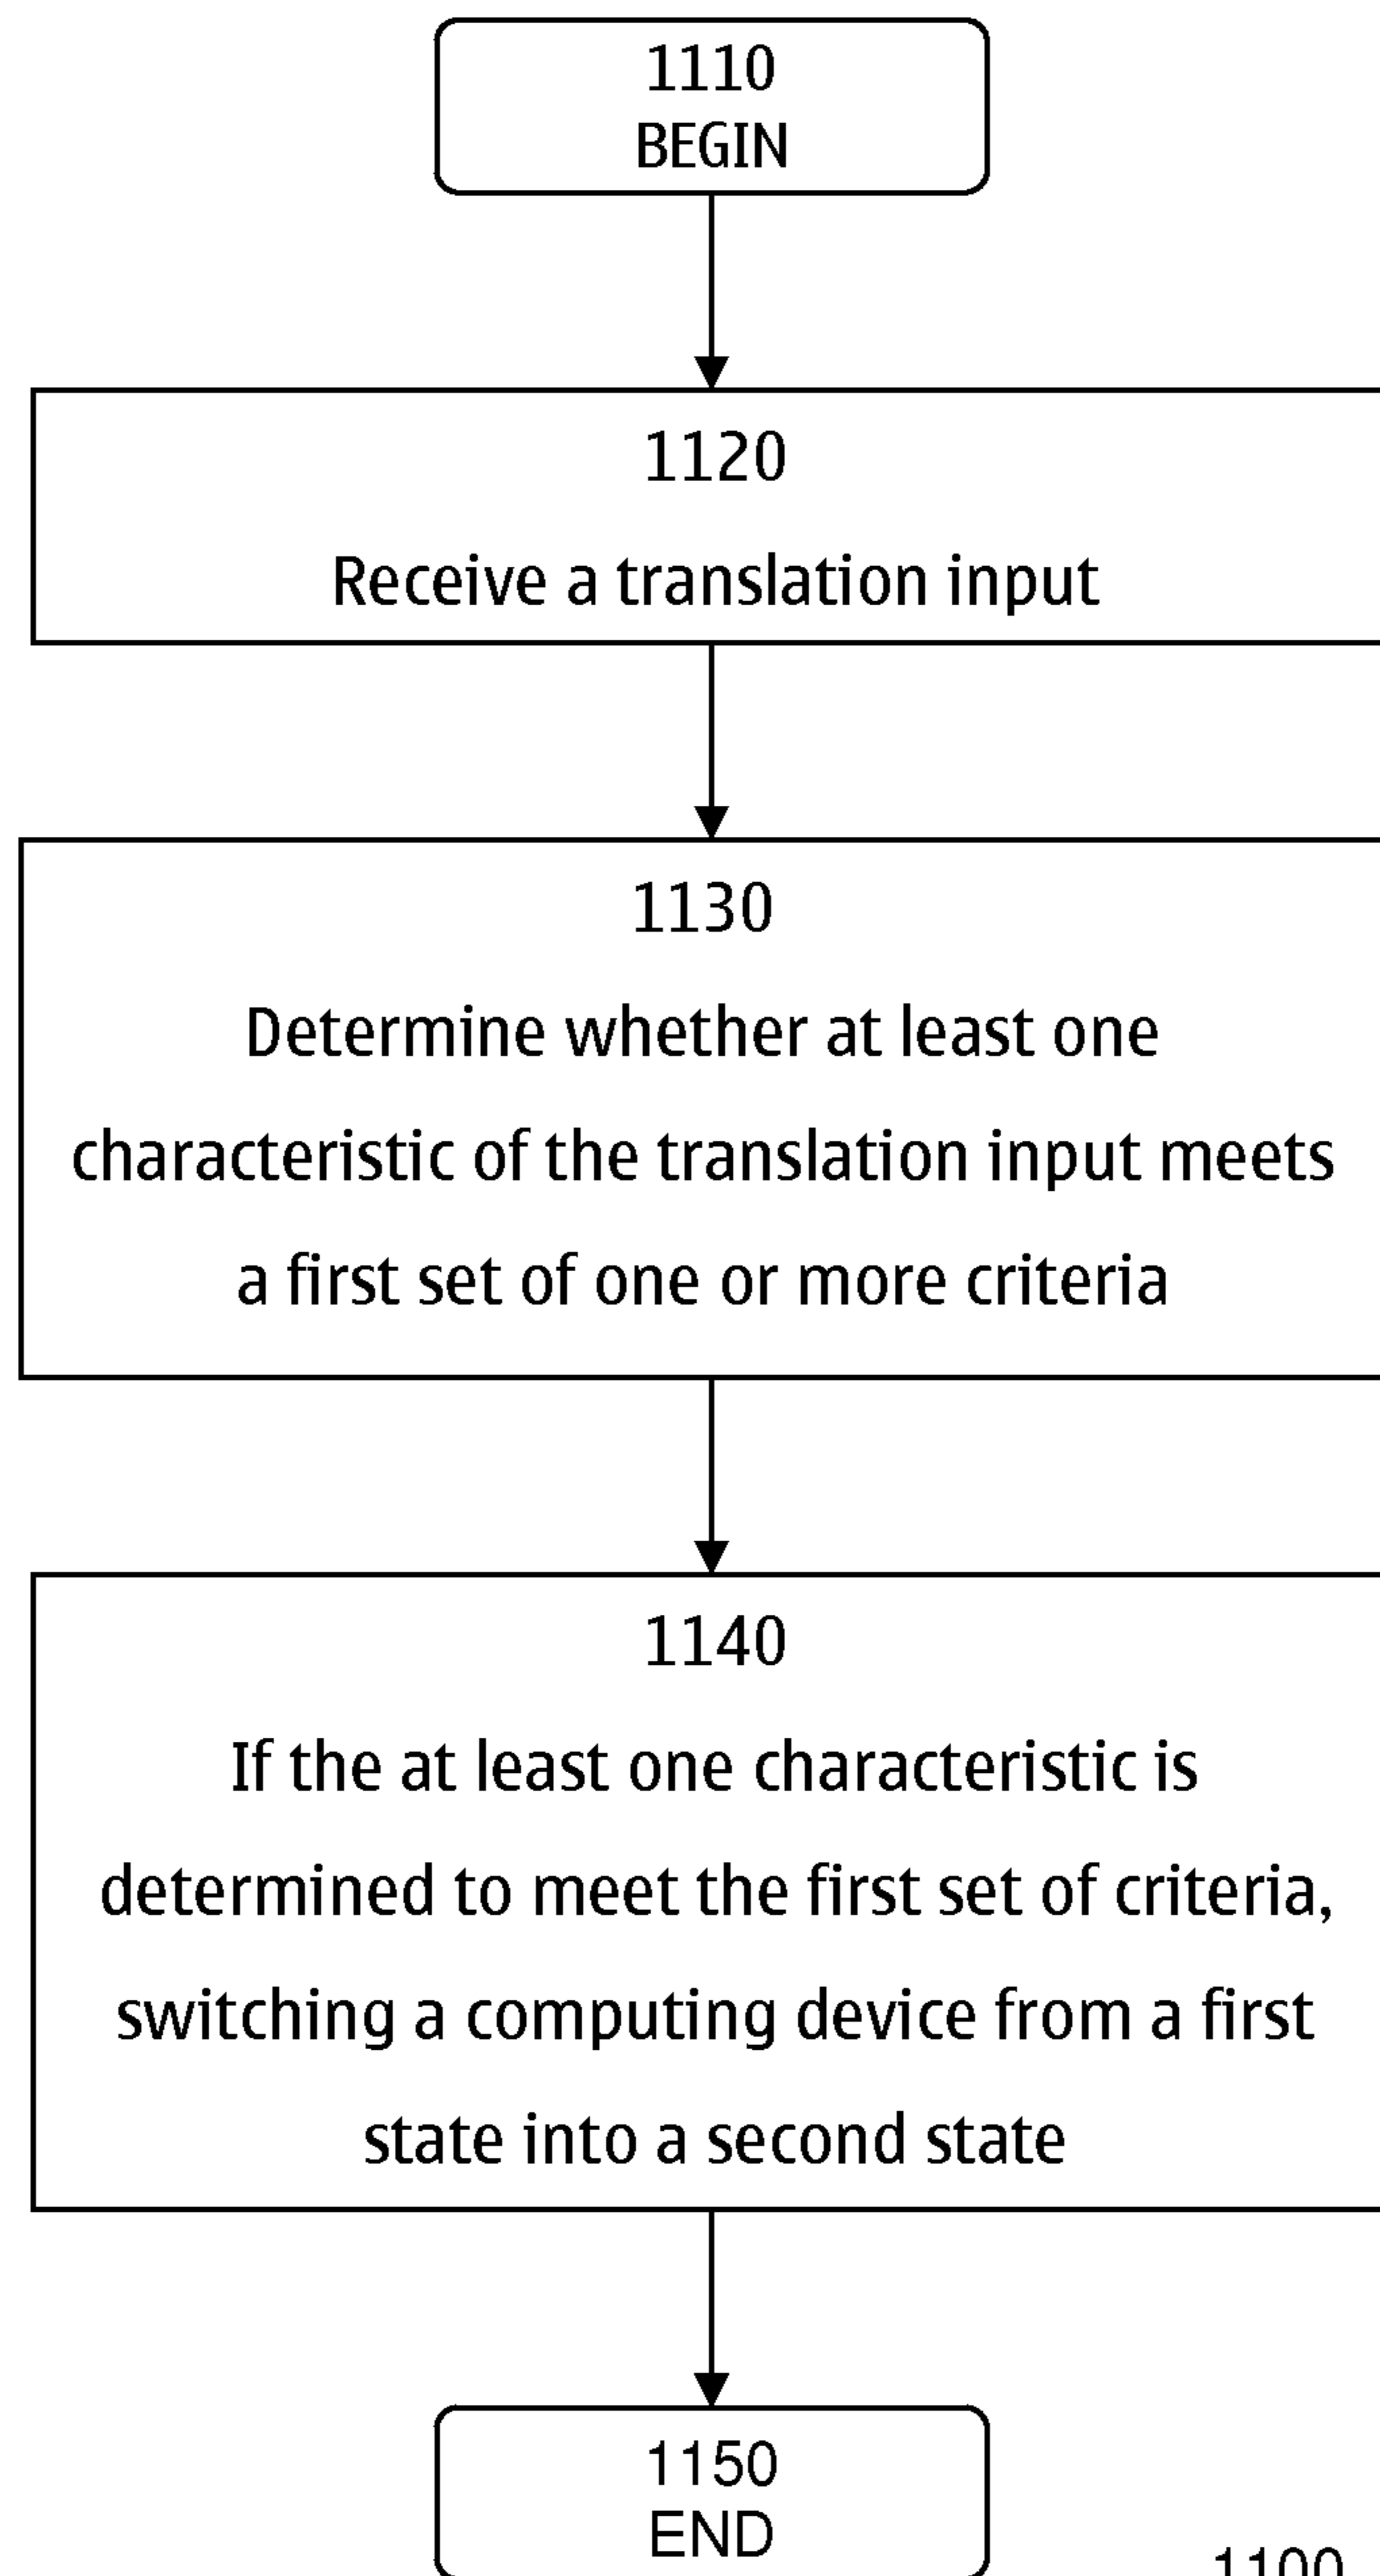 1110
BEGIN
1120
Receive a translation input
1130
Determine whether at least one
characteristic of the translation input meets
a first set of one or more criteria
1140
If the at least one characteristic is
determined to meet the first set of criteria,
switching a computing device from a first
state into a second state
1150
END
1100